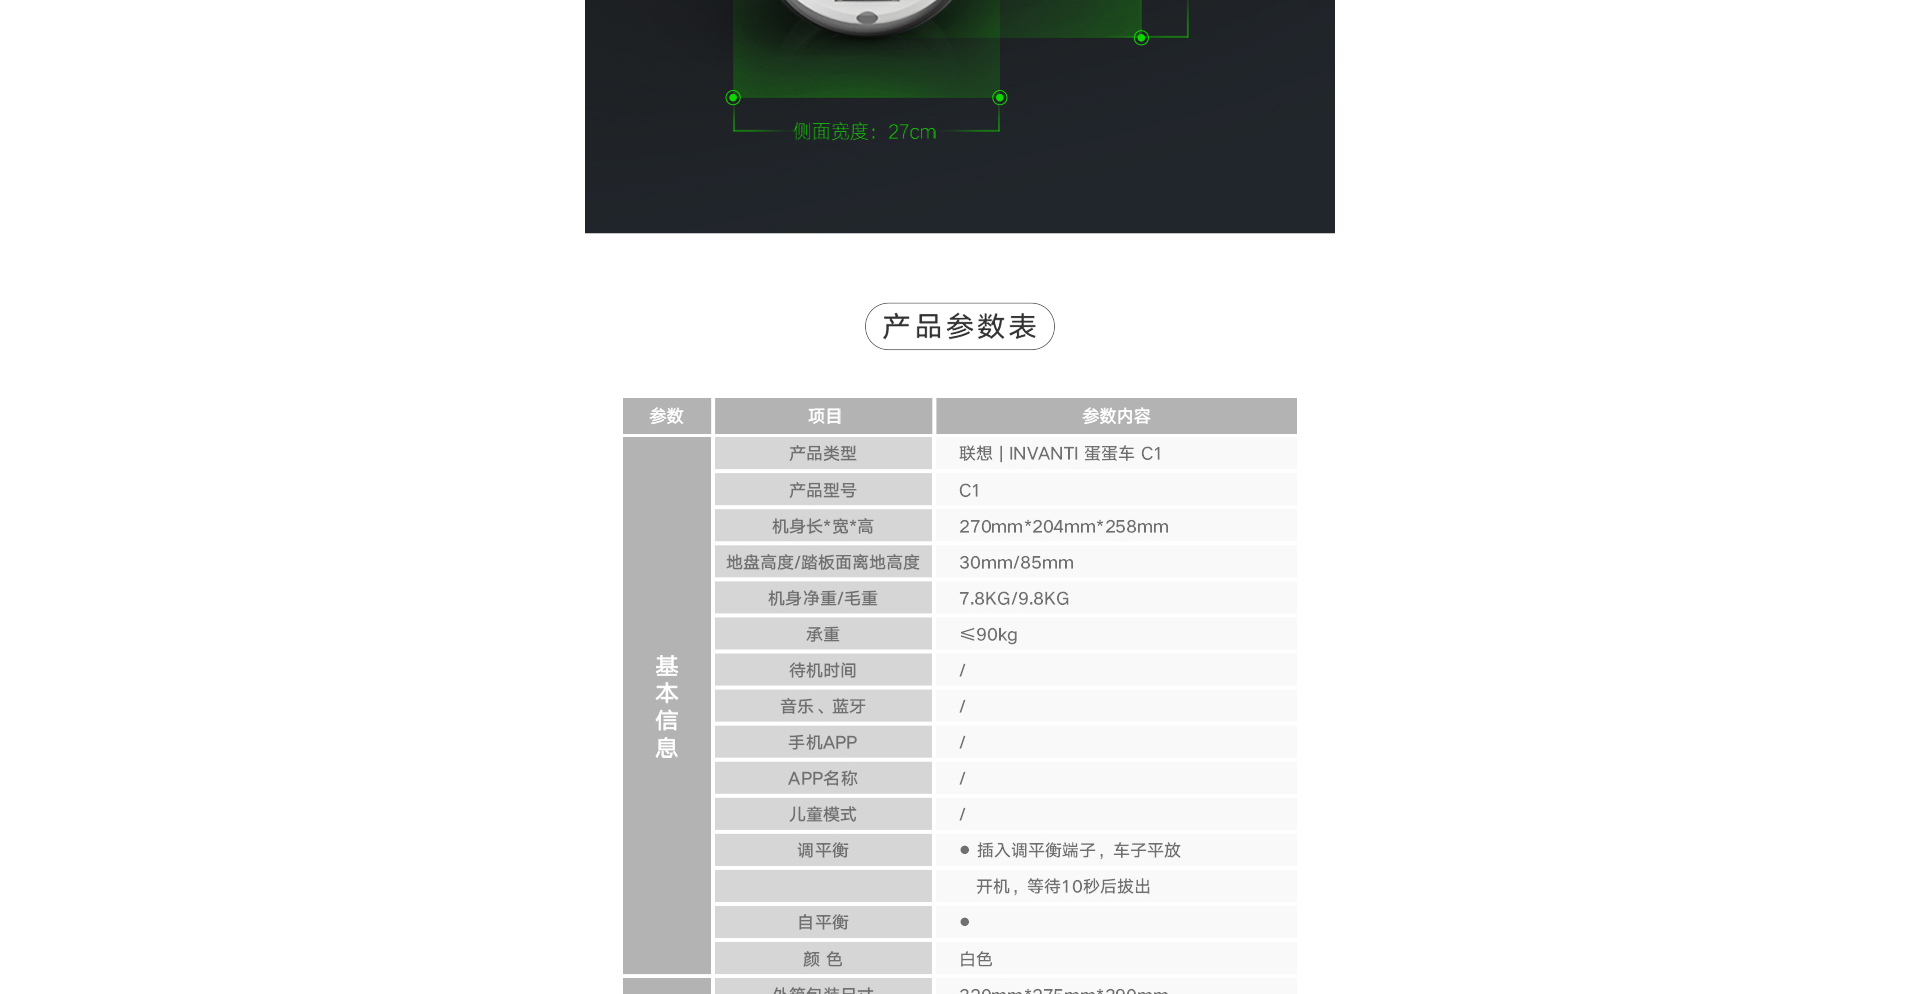 侧面宽度：27cm
产品参数表
参数 项目 参数内容
基本信息
产品类型 联想 | INVANTI 蛋蛋车 C1
产品型号 C1
机身长*宽*高 270mm*204mm*258mm
地盘高度/踏板面离地高度 30mm/85mm
机身净重/毛重 7.8KG/9.8KG
承重 ≤90kg
待机时间 /
音乐、蓝牙 /
手机APP /
APP名称 /
儿童模式 /
调平衡 ● 插入调平衡端子，车子平放
开机，等待10秒后拔出
自平衡 ●
颜 色 白色